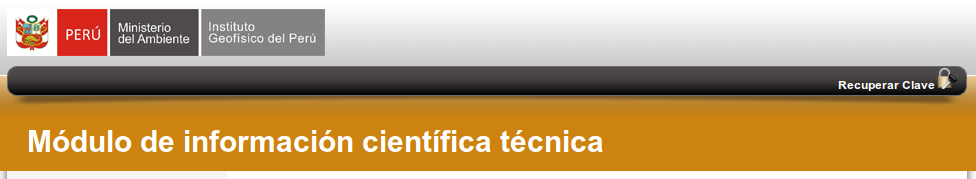 PERÚ
Ministerio
del Ambiente
Instituto
Geofísico del Perú
Recuperar Clave
Módulo de información científica técnica